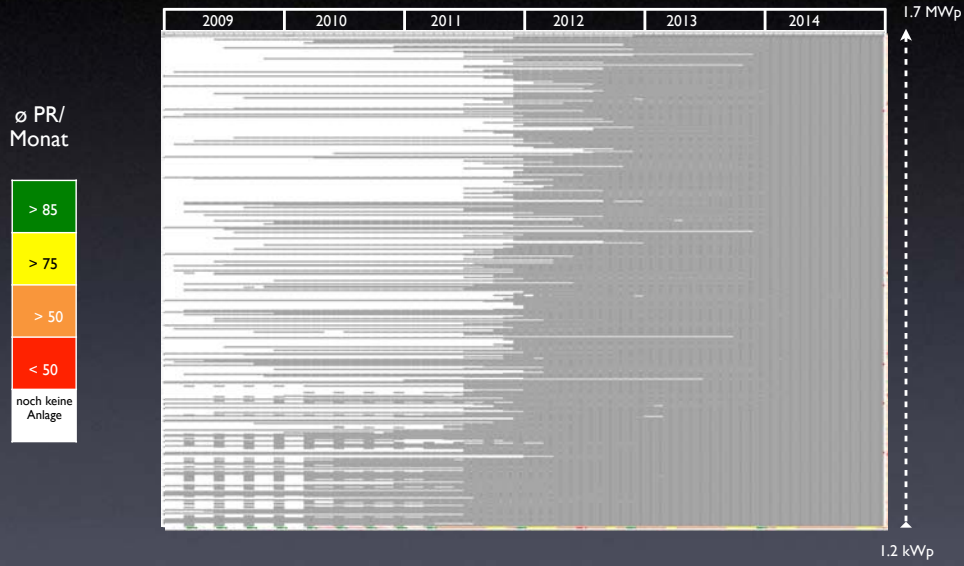 2009 2010 2011 2012 2013 2014
1.7 MWp
ø PR/
Monat
> 85
> 75
> 50
< 50
noch keine
Anlage
1.2 kWp